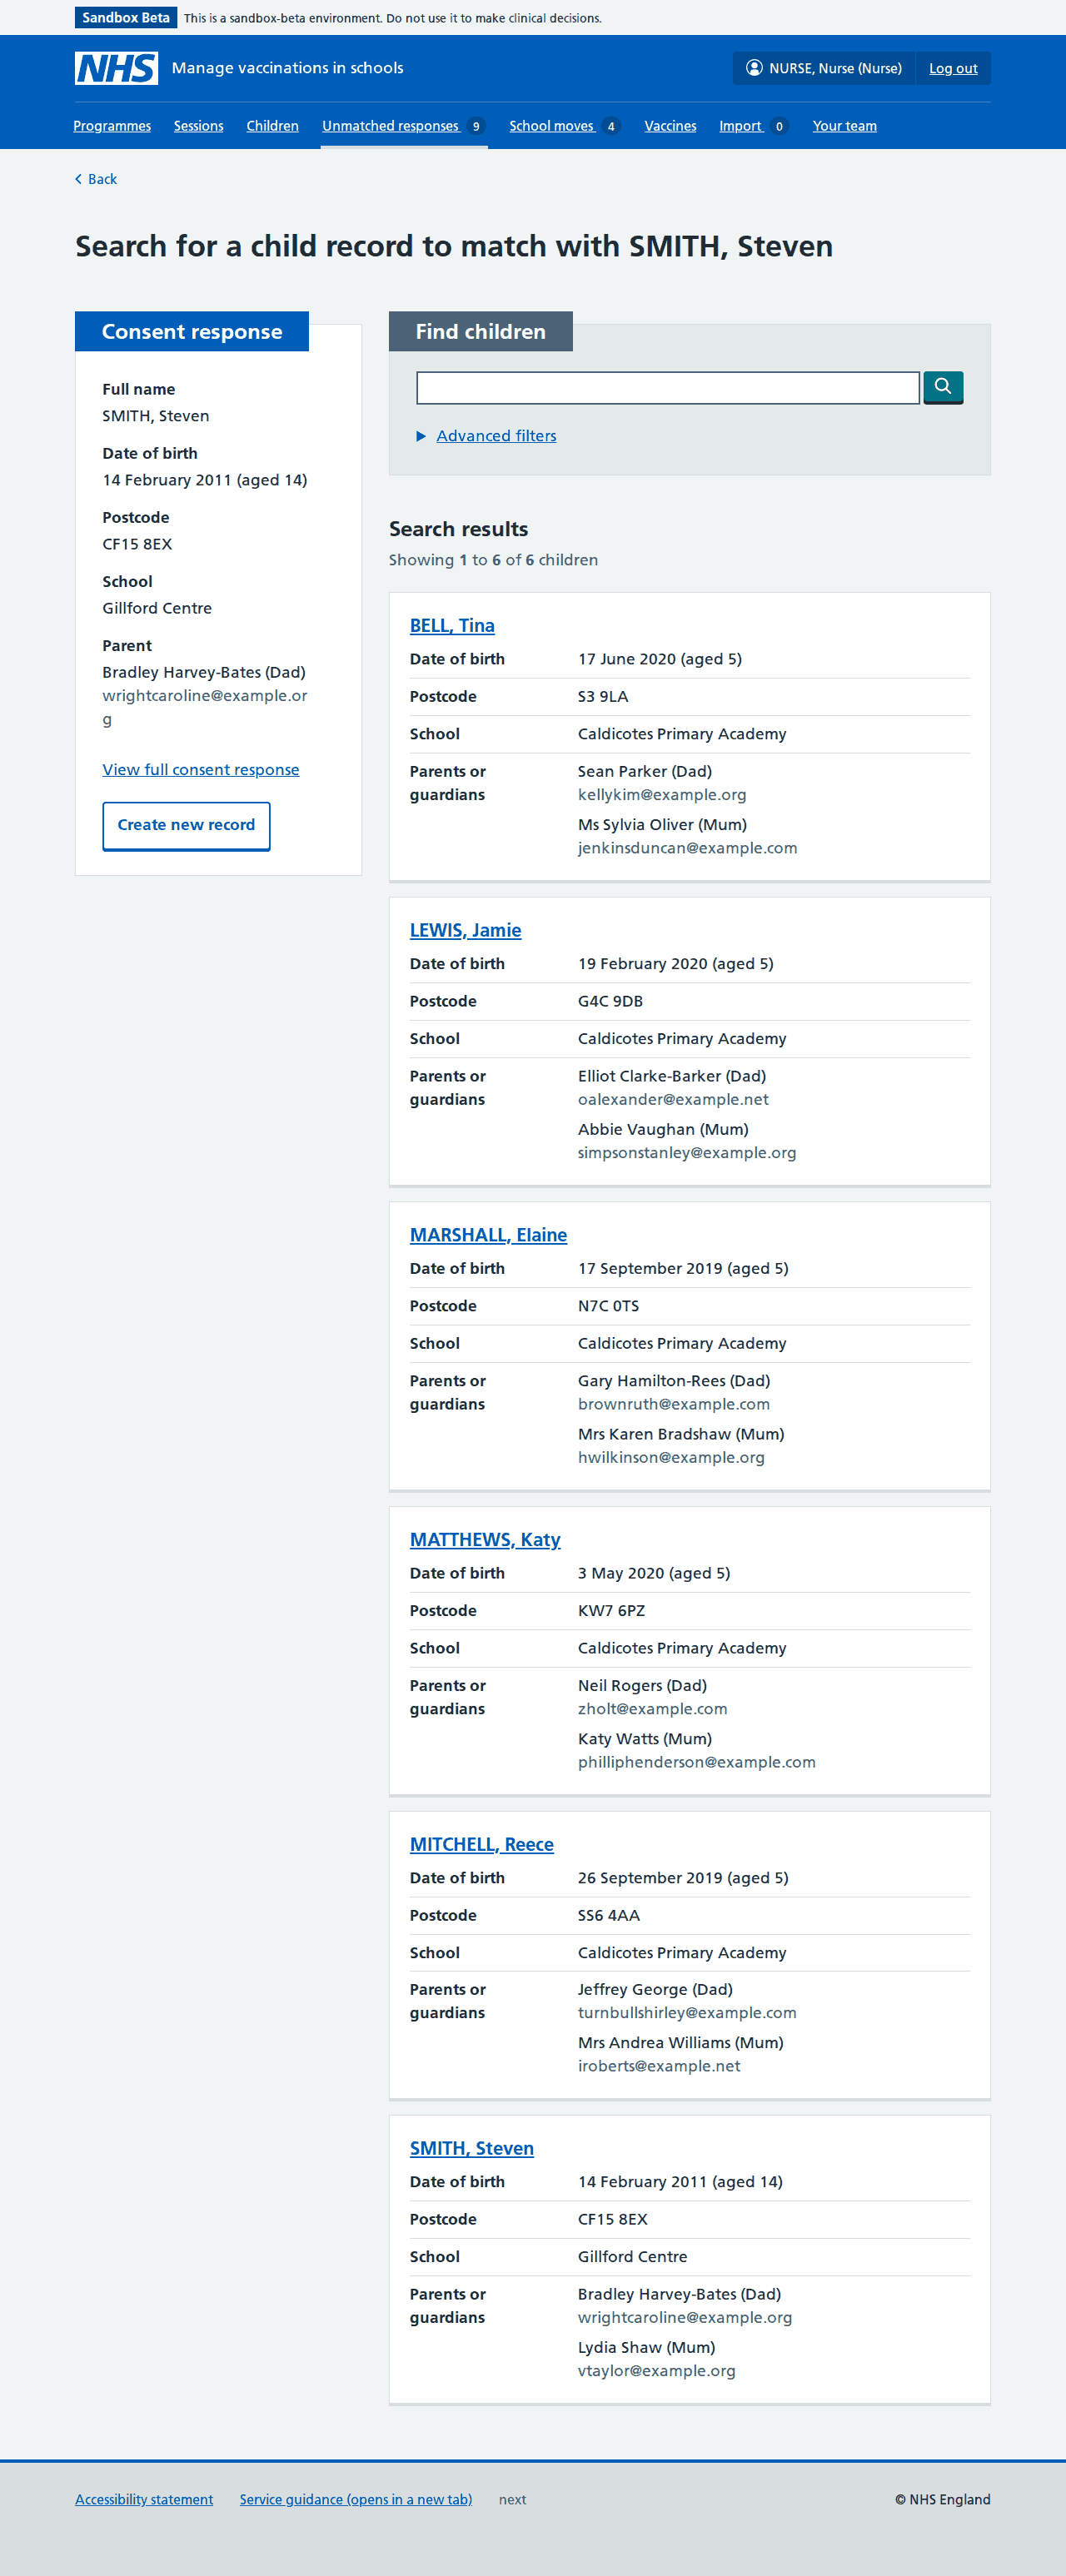 Sandbox Beta This is a sandbox-beta environment. Do not use it to make clinical decisions.
NHS Manage vaccinations in schools NURSE, Nurse (Nurse) Log out
Programmes Sessions Children Unmatched responses 9 School moves 4 Vaccines Import 0 Your team
Back
Search for a child record to match with SMITH, Steven
Consent response
Full name
SMITH, Steven
Date of birth
14 February 2011 (aged 14)
Postcode
CF15 8EX
School
Gillford Centre
Parent
Bradley Harvey-Bates (Dad)
wrightcaroline@example.or
g
View full consent response
Create new record
Find children
Advanced filters
Search results
Showing 1 to 6 of 6 children
BELL, Tina
Date of birth 17 June 2020 (aged 5)
Postcode S3 9LA
School Caldicotes Primary Academy
Parents or Sean Parker (Dad)
guardians kellykim@example.org
Ms Sylvia Oliver (Mum)
jenkinsduncan@example.com
LEWIS, Jamie
Date of birth 19 February 2020 (aged 5)
Postcode G4C 9DB
School Caldicotes Primary Academy
Parents or Elliot Clarke-Barker (Dad)
guardians oalexander@example.net
Abbie Vaughan (Mum)
simpsonstanley@example.org
MARSHALL, Elaine
Date of birth 17 September 2019 (aged 5)
Postcode N7C 0TS
School Caldicotes Primary Academy
Parents or Gary Hamilton-Rees (Dad)
guardians brownruth@example.com
Mrs Karen Bradshaw (Mum)
hwilkinson@example.org
MATTHEWS, Katy
Date of birth 3 May 2020 (aged 5)
Postcode KW7 6PZ
School Caldicotes Primary Academy
Parents or Neil Rogers (Dad)
guardians zholt@example.com
Katy Watts (Mum)
philliphenderson@example.com
MITCHELL, Reece
Date of birth 26 September 2019 (aged 5)
Postcode SS6 4AA
School Caldicotes Primary Academy
Parents or Jeffrey George (Dad)
guardians turnbullshirley@example.com
Mrs Andrea Williams (Mum)
iroberts@example.net
SMITH, Steven
Date of birth 14 February 2011 (aged 14)
Postcode CF15 8EX
School Gillford Centre
Parents or Bradley Harvey-Bates (Dad)
guardians wrightcaroline@example.org
Lydia Shaw (Mum)
vtaylor@example.org
Accessibility statement Service guidance (opens in a new tab) next © NHS England